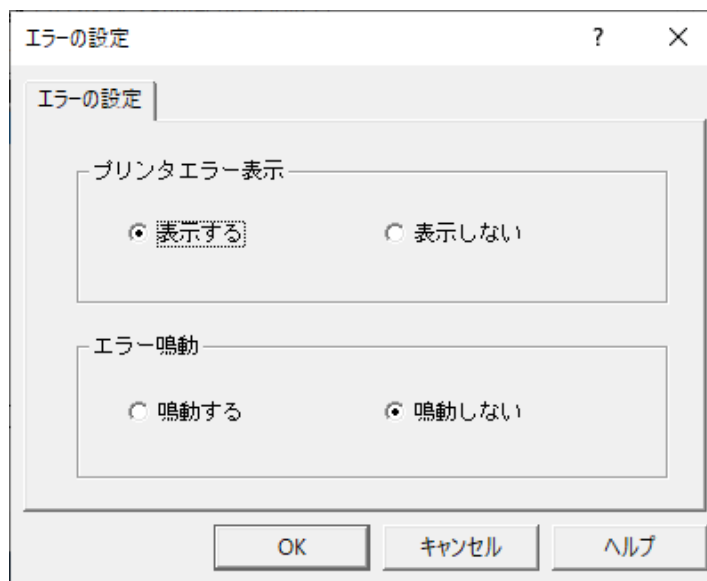 エラーの設定
エラーの設定
プリンタエラー表示
表示する 表示しない
エラー鳴動
鳴動する 鳴動しない
OK キャンセル ヘルプ